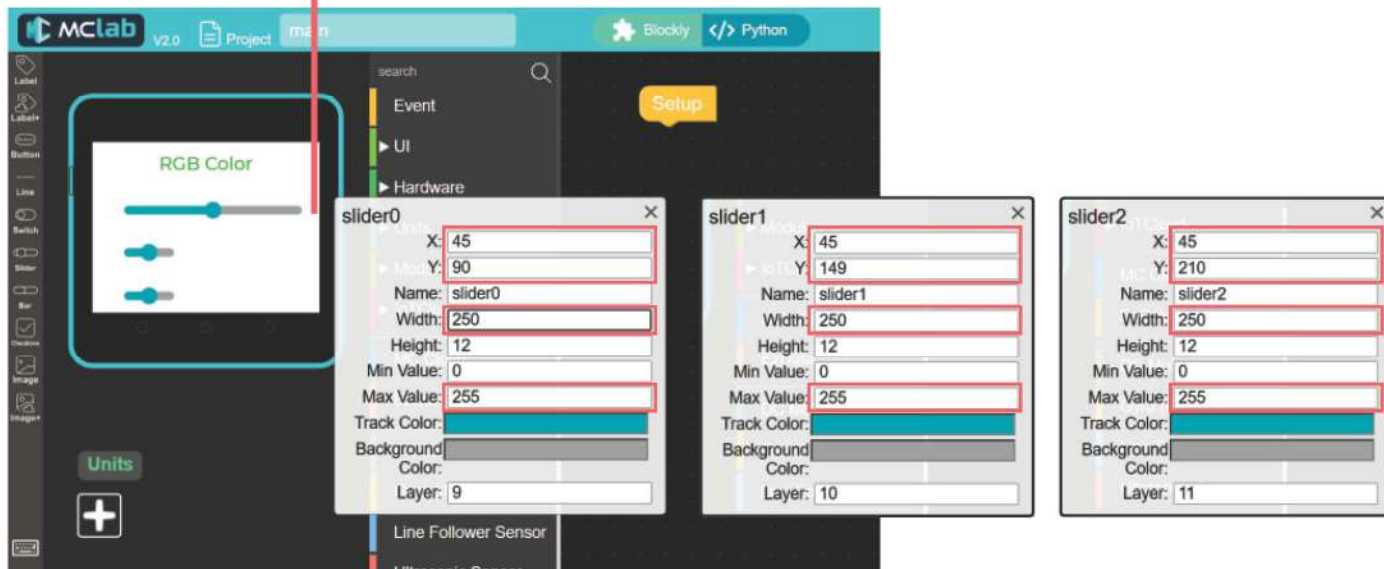 MClab V2.0 Project main Blockly </> Python
Label
Label+
Button
Line
Switch
Slider
Bar
Checkbox
Image
Image+
RGB Color
Units
search
Event
UI
Hardware
Line Follower Sensor
Setup
slider0
X: 45
Y: 90
Name: slider0
Width: 250
Height: 12
Min Value: 0
Max Value: 255
Track Color:
Background
Color:
Layer: 9
slider1
X: 45
Y: 149
Name: slider1
Width: 250
Height: 12
Min Value: 0
Max Value: 255
Track Color:
Background
Color:
Layer: 10
slider2
X: 45
Y: 210
Name: slider2
Width: 250
Height: 12
Min Value: 0
Max Value: 255
Track Color:
Background
Color:
Layer: 11